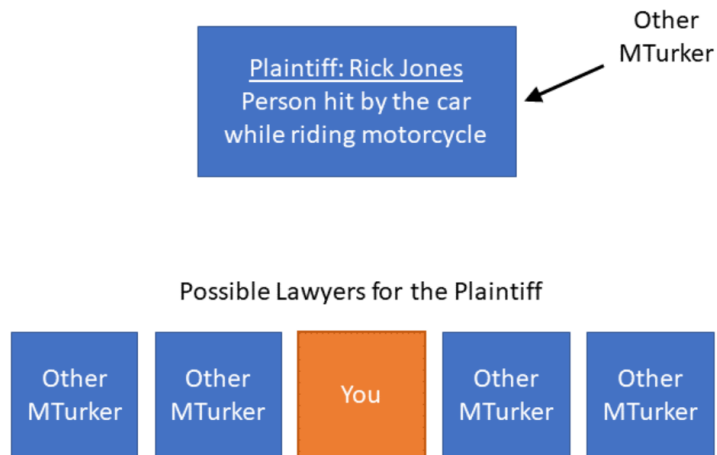 Other
MTurker
Plaintiff: Rick Jones
Person hit by the car
while riding motorcycle
Possible Lawyers for the Plaintiff
Other
MTurker
Other
MTurker
You
Other
MTurker
Other
MTurker